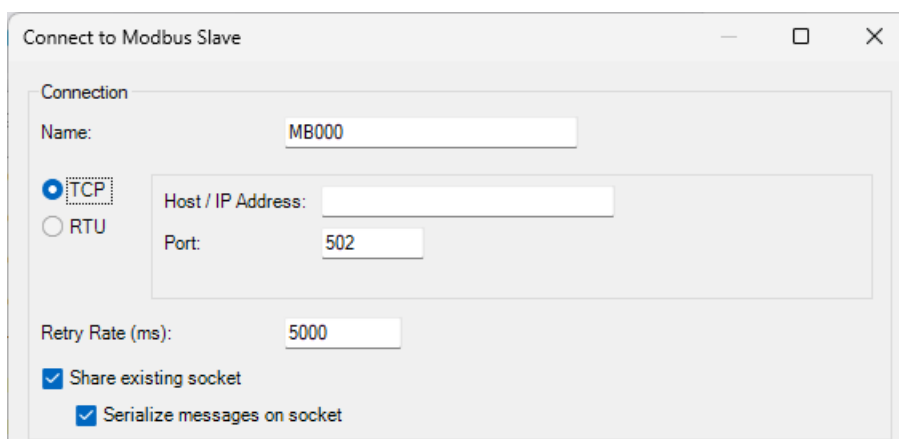 Connect to Modbus Slave
Connection
Name: MB000
TCP
Host / IP Address:
RTU
Port: 502
Retry Rate (ms): 5000
Share existing socket
Serialize messages on socket